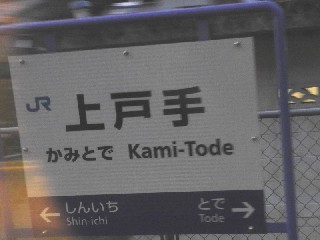 JR 上戸手
かみとで Kami-Tode
← しんいち とで →
Shin-ichi Tode